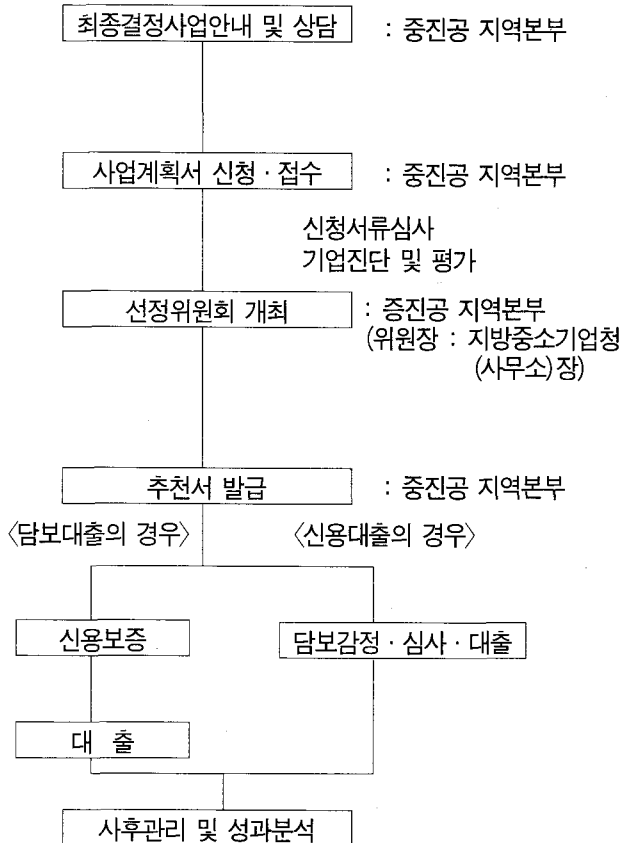 최종결정사업안내 및 상담 : 중진공 지역본부
사업계획서 신청 · 접수 : 중진공 지역본부
신청서류심사
기업진단 및 평가
선정위원회 개최 : 증진공 지역본부
(위원장 : 지방중소기업청
(사무소)장)
추천서 발급 : 중진공 지역본부
〈담보대출의 경우〉 〈신용대출의 경우〉
신용보증 담보감정 · 심사 · 대출
대 출
사후관리 및 성과분석